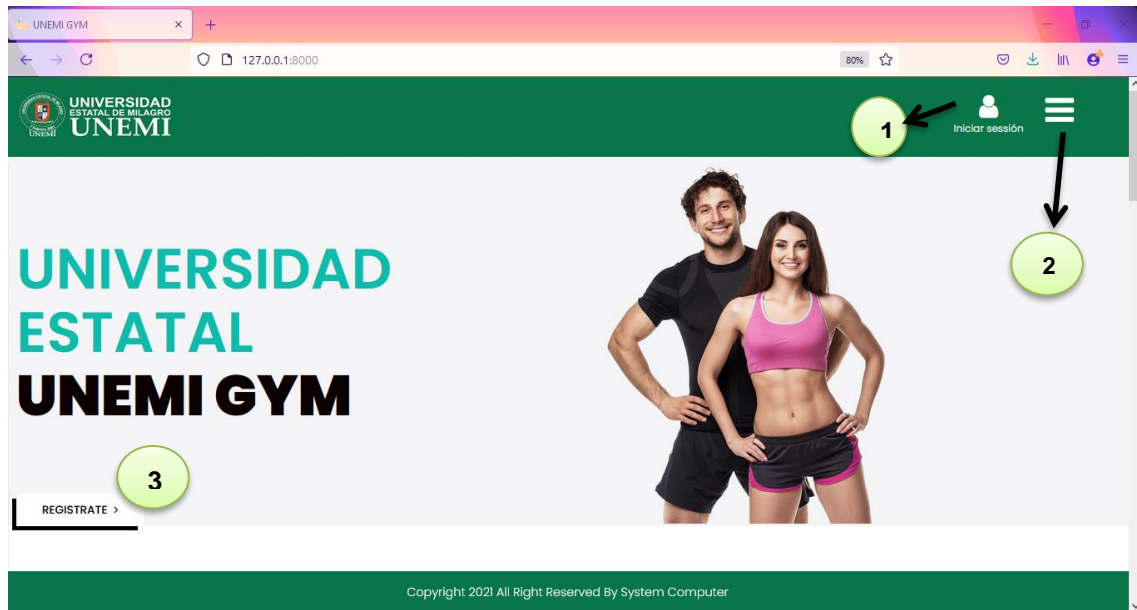 UNEMI GYM
127.0.0.1:8000
80%
UNIVERSIDAD
ESTATAL DE MILAGRO
UNEMI
1
Iniciar sessión
2
UNIVERSIDAD
ESTATAL
UNEMI GYM
3
REGISTRATE >
Copyright 2021 All Right Reserved By System Computer